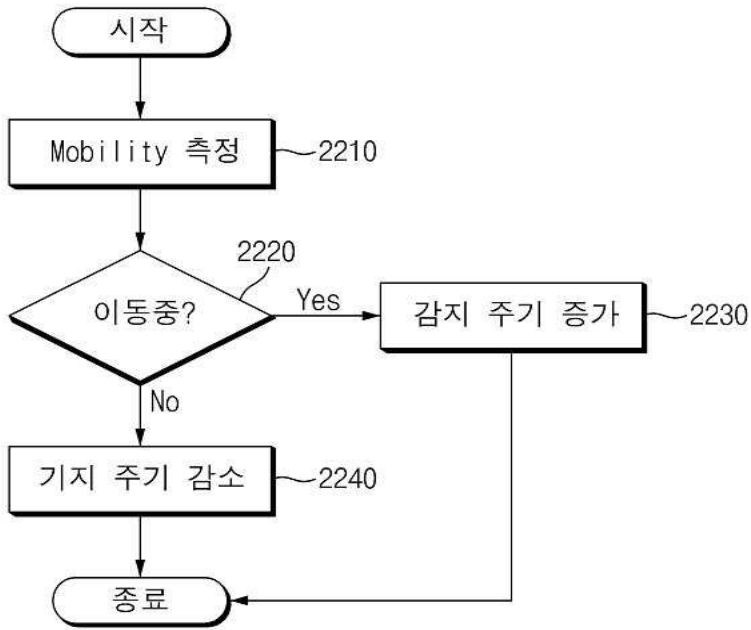 시작
Mobility 측정
2210
2220
이동중?
Yes
감지 주기 증가
2230
No
기지 주기 감소
2240
종료